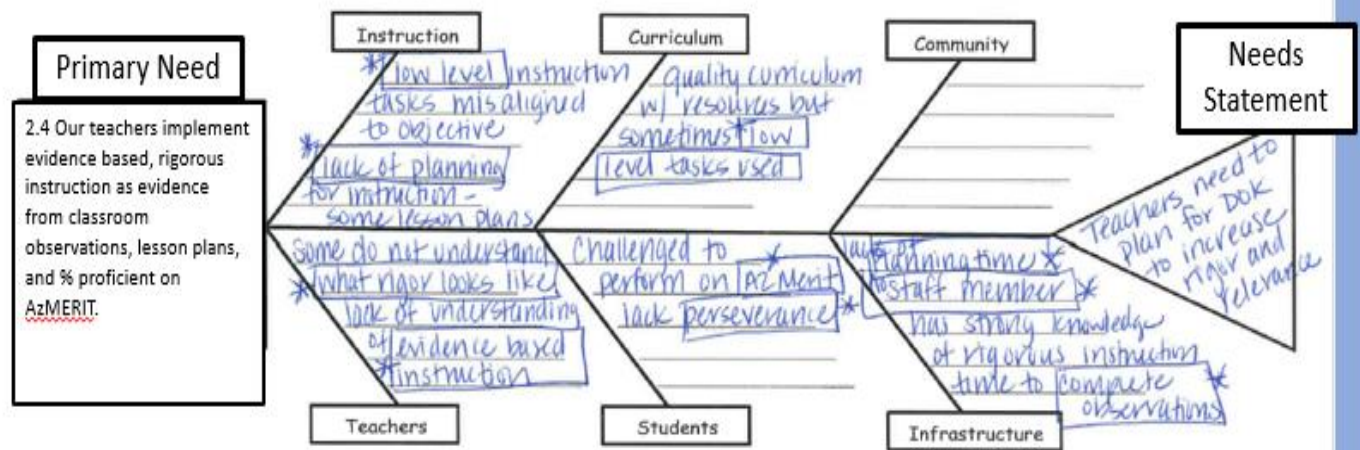 Primary Need
2.4 Our teachers implement
evidence based, rigorous
instruction as evidence
from classroom
observations, lesson plans,
and % proficient on
AzMERIT.
Instruction
* low level instruction
tasks misaligned
to objective
* lack of planning
for instruction -
some lesson plans
Curriculum
quality curriculum
w/ resources but
sometimes * low
level tasks used
Community
Needs
Statement
Teachers need to
plan for DOK
to increase
rigor and
relevance
some do not understand
* what rigor looks like
lack of understanding
of evidence based
* instruction
Teachers
Challenged to
perform on AzMerit *
lack perseverance *
Students
lack of
planning time *
staff member *
has strong knowledge
of rigorous instruction
time to compete *
observations
Infrastructure